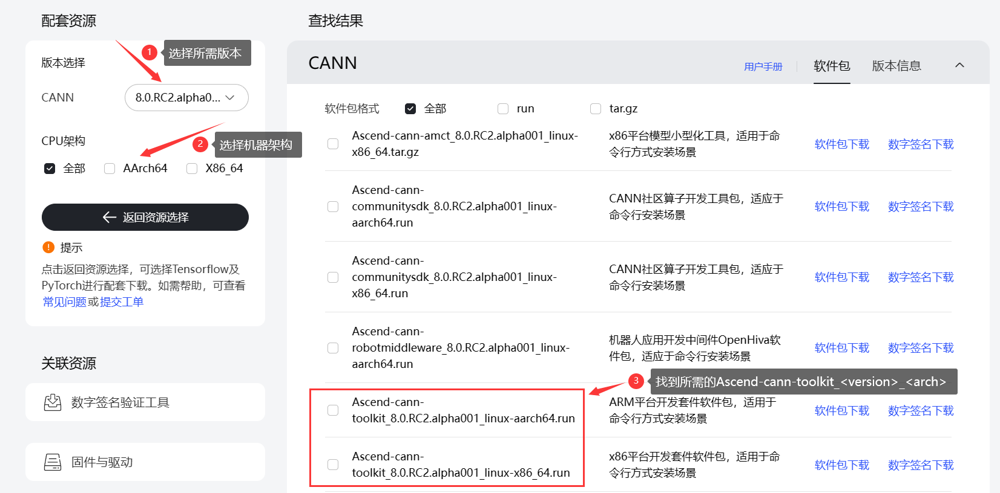 配套资源
版本选择
1
选择所需版本
CANN
8.0.RC2.alpha0...
CPU架构
2
选择机器架构
全部
AArch64
X86_64
返回资源选择
提示
点击返回资源选择，可选择Tensorflow及
PyTorch进行配套下载。如需帮助，可查看
常见问题或提交工单
关联资源
数字签名验证工具
固件与驱动
查找结果
CANN
用户手册
软件包
版本信息
软件包格式
全部
run
tar.gz
Ascend-cann-amct_8.0.RC2.alpha001_linux-
x86_64.tar.gz
x86平台模型小型化工具，适用于命
令行方式安装场景
软件包下载
数字签名下载
Ascend-cann-
communitysdk_8.0.RC2.alpha001_linux-
aarch64.run
CANN社区算子开发工具包，适应于
命令行安装场景
软件包下载
数字签名下载
Ascend-cann-
communitysdk_8.0.RC2.alpha001_linux-
x86_64.run
CANN社区算子开发工具包，适应于
命令行安装场景
软件包下载
数字签名下载
Ascend-cann-
robotmiddleware_8.0.RC2.alpha001_linux-
aarch64.run
机器人应用开发中间件OpenHiva软
件包，适应于命令行安装场景
软件包下载
数字签名下载
3
找到所需的Ascend-cann-toolkit_<version>_<arch>
Ascend-cann-
toolkit_8.0.RC2.alpha001_linux-aarch64.run
ARM平台开发套件软件包，适用于
命令行方式安装场景
软件包下载
数字签名下载
Ascend-cann-
toolkit_8.0.RC2.alpha001_linux-x86_64.run
x86平台开发套件软件包，适用于命
令行方式安装场景
软件包下载
数字签名下载